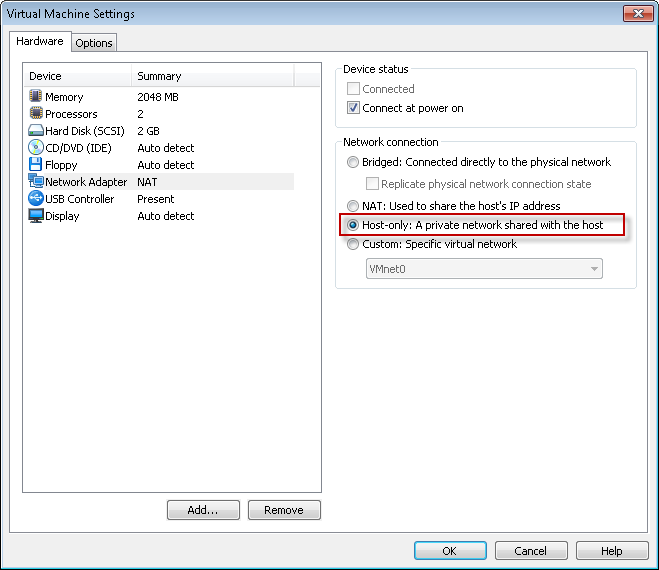 Virtual Machine Settings
Hardware
Options
Device Summary
Memory 2048 MB
Processors 2
Hard Disk (SCSI) 2 GB
CD/DVD (IDE) Auto detect
Floppy Auto detect
Network Adapter NAT
USB Controller Present
Display Auto detect
Add...
Remove
Device status
Connected
Connect at power on
Network connection
Bridged: Connected directly to the physical network
Replicate physical network connection state
NAT: Used to share the host's IP address
Host-only: A private network shared with the host
Custom: Specific virtual network
VMnet0
OK
Cancel
Help